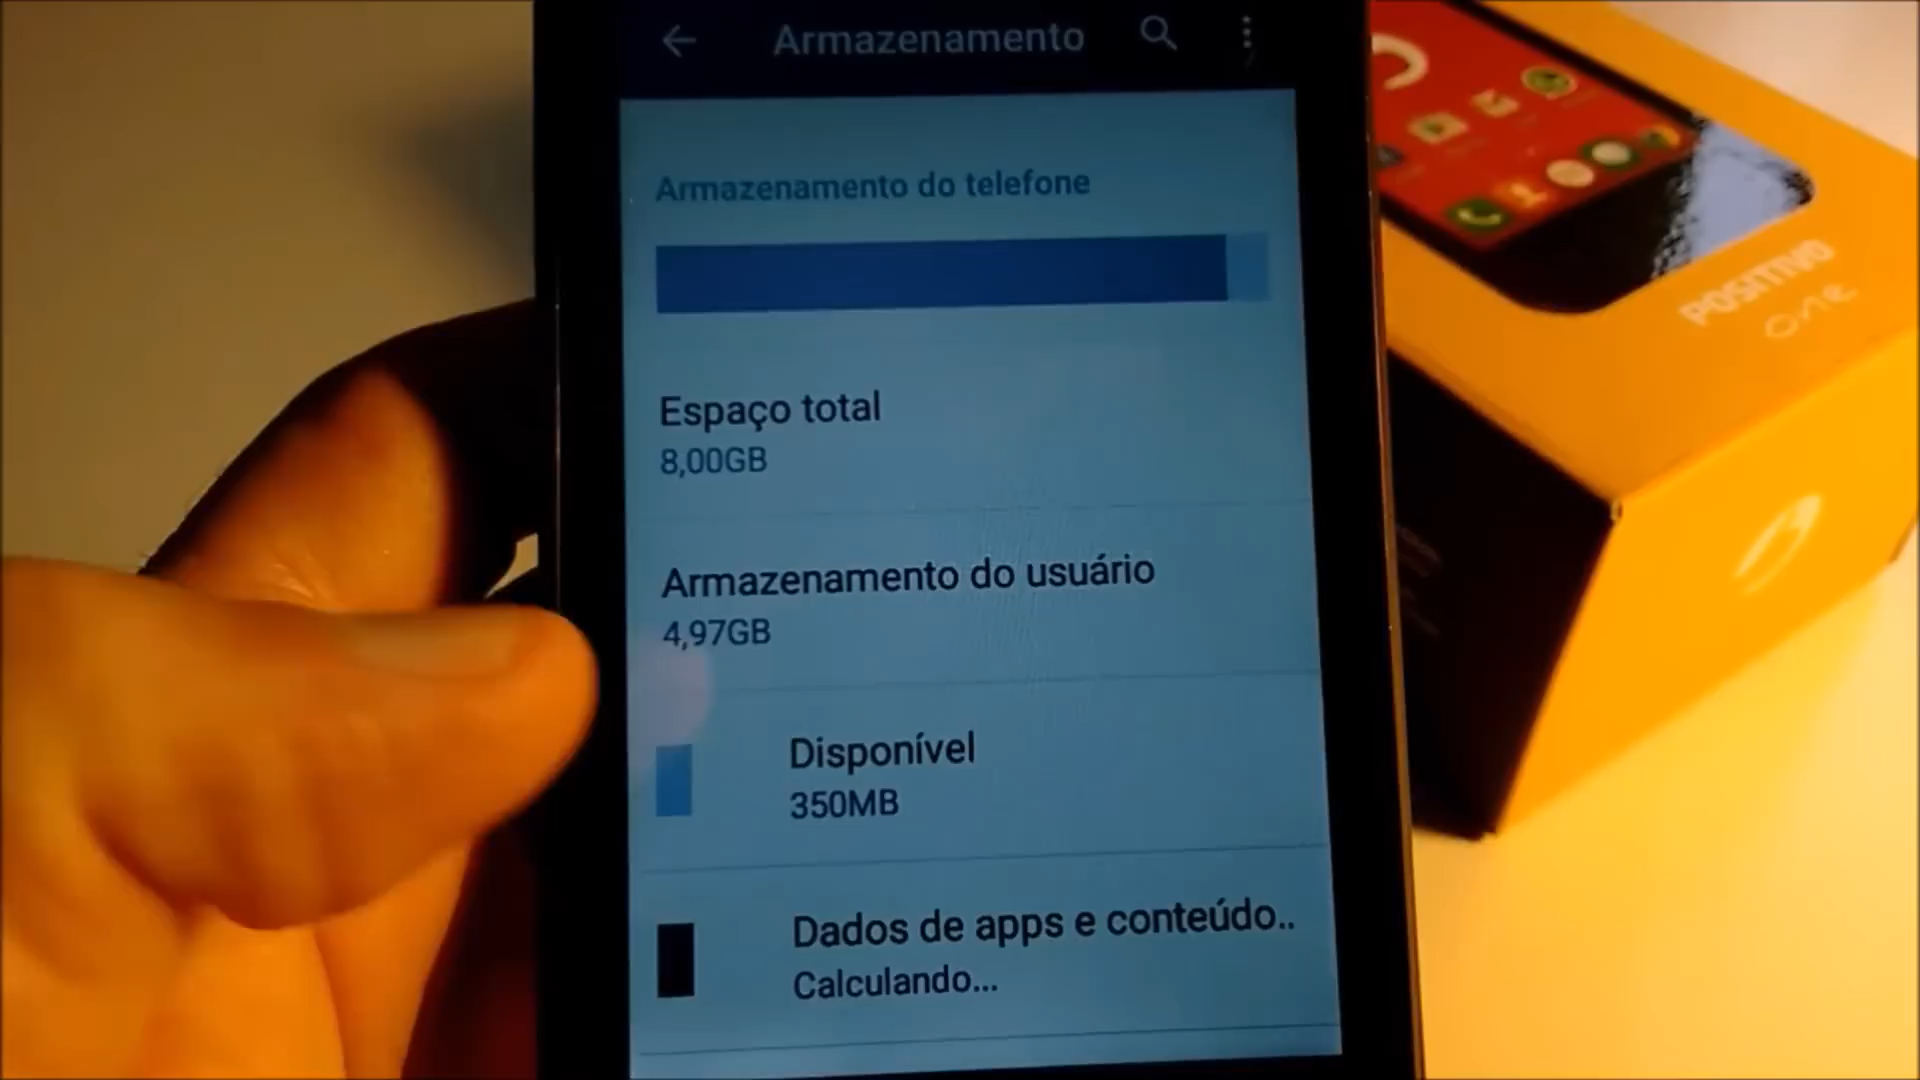 Armazenamento
Armazenamento do telefone
Espaço total
8,00GB
Armazenamento do usuário
4,97GB
Disponível
350MB
Dados de apps e conteúdo..
Calculando...
POSITIVO
one